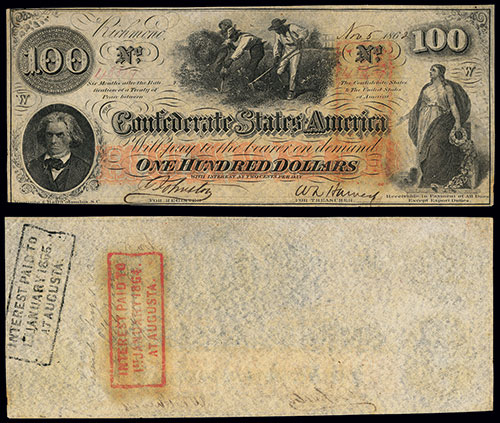 100
Richmond,
Nov 5, 1862
100
No
No
Six Months after the Ratification of a Treaty of Peace between
The Confederate States & The United States of America
Confederate States of America
Will pay to the bearer on demand
ONE HUNDRED DOLLARS
WITH INTEREST AT TWO CENTS PER DAY
FOR REGISTER
FOR TREASURER
Receivable in Payment of All Dues
Except Export Duties.
INTEREST PAID TO
1st JANUARY 1865.
AT AUGUSTA.
INTEREST PAID TO
1st JANUARY 1864.
AT AUGUSTA.